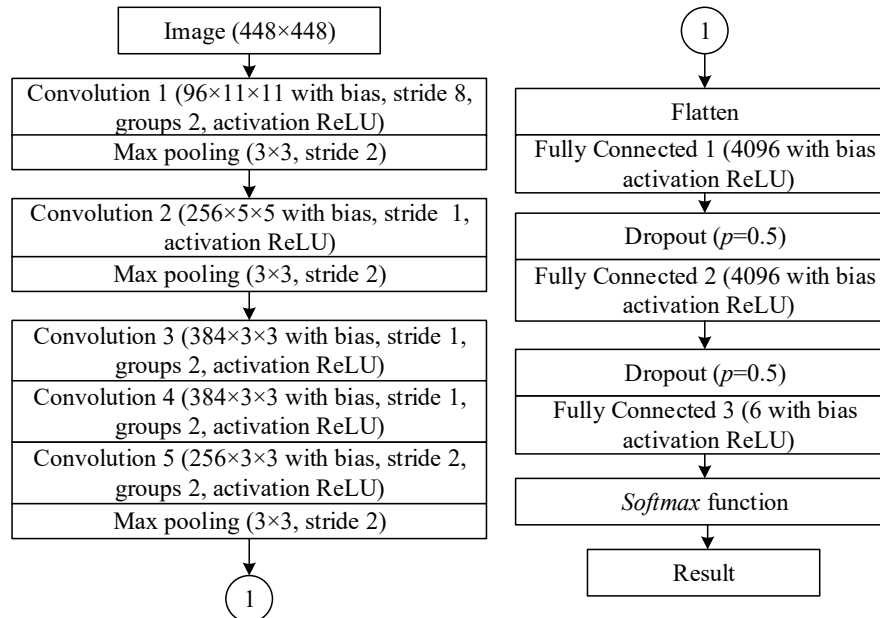 Image (448×448)
Convolution 1 (96×11×11 with bias, stride 8,
groups 2, activation ReLU)
Max pooling (3×3, stride 2)
Convolution 2 (256×5×5 with bias, stride 1,
activation ReLU)
Max pooling (3×3, stride 2)
Convolution 3 (384×3×3 with bias, stride 1,
groups 2, activation ReLU)
Convolution 4 (384×3×3 with bias, stride 1,
groups 2, activation ReLU)
Convolution 5 (256×3×3 with bias, stride 2,
groups 2, activation ReLU)
Max pooling (3×3, stride 2)
1
1
Flatten
Fully Connected 1 (4096 with bias
activation ReLU)
Dropout (p=0.5)
Fully Connected 2 (4096 with bias
activation ReLU)
Dropout (p=0.5)
Fully Connected 3 (6 with bias
activation ReLU)
Softmax function
Result